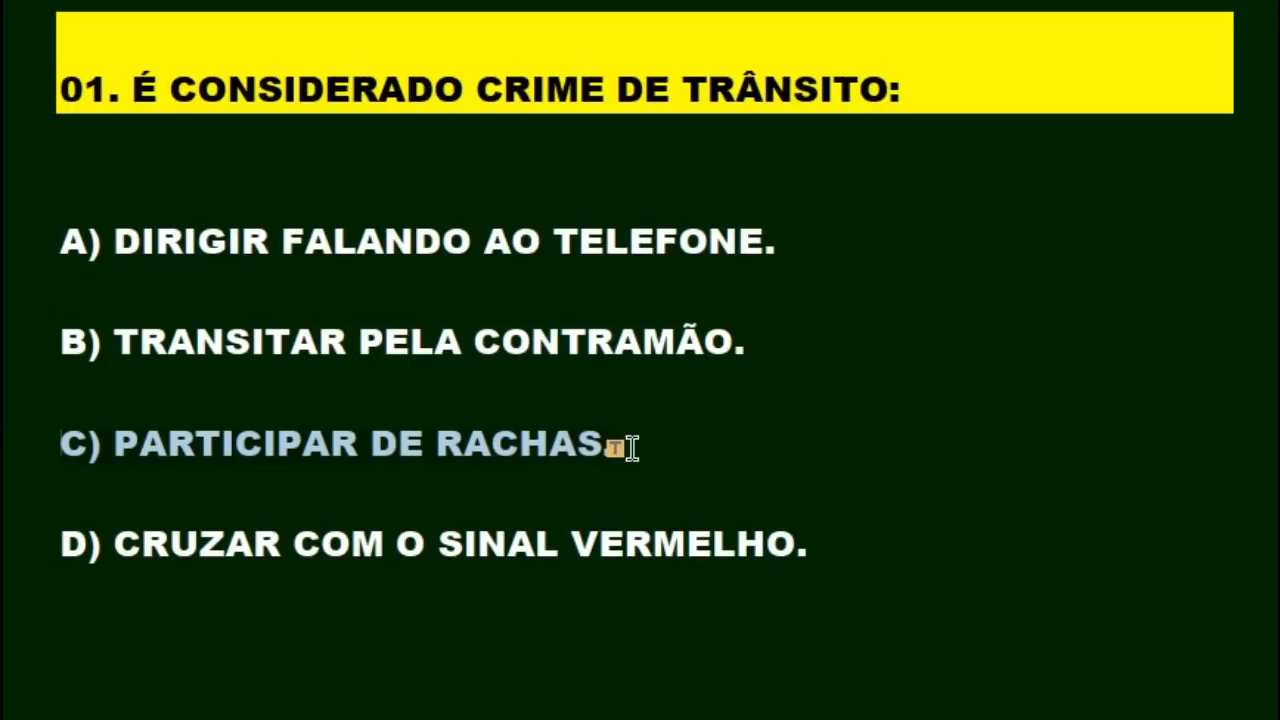 01. É CONSIDERADO CRIME DE TRÂNSITO:
A) DIRIGIR FALANDO AO TELEFONE.
B) TRANSITAR PELA CONTRAMÃO.
C) PARTICIPAR DE RACHAS.
D) CRUZAR COM O SINAL VERMELHO.